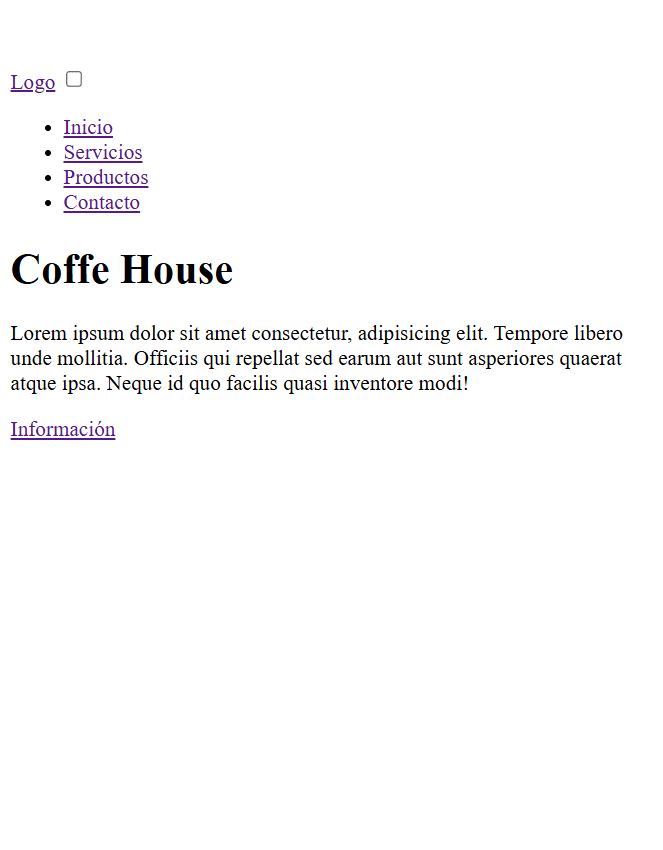 Logo
Inicio
Servicios
Productos
Contacto
Coffe House
Lorem ipsum dolor sit amet consectetur, adipisicing elit. Tempore libero
unde mollitia. Officiis qui repellat sed earum aut sunt asperiores quaerat
atque ipsa. Neque id quo facilis quasi inventore modi!
Información